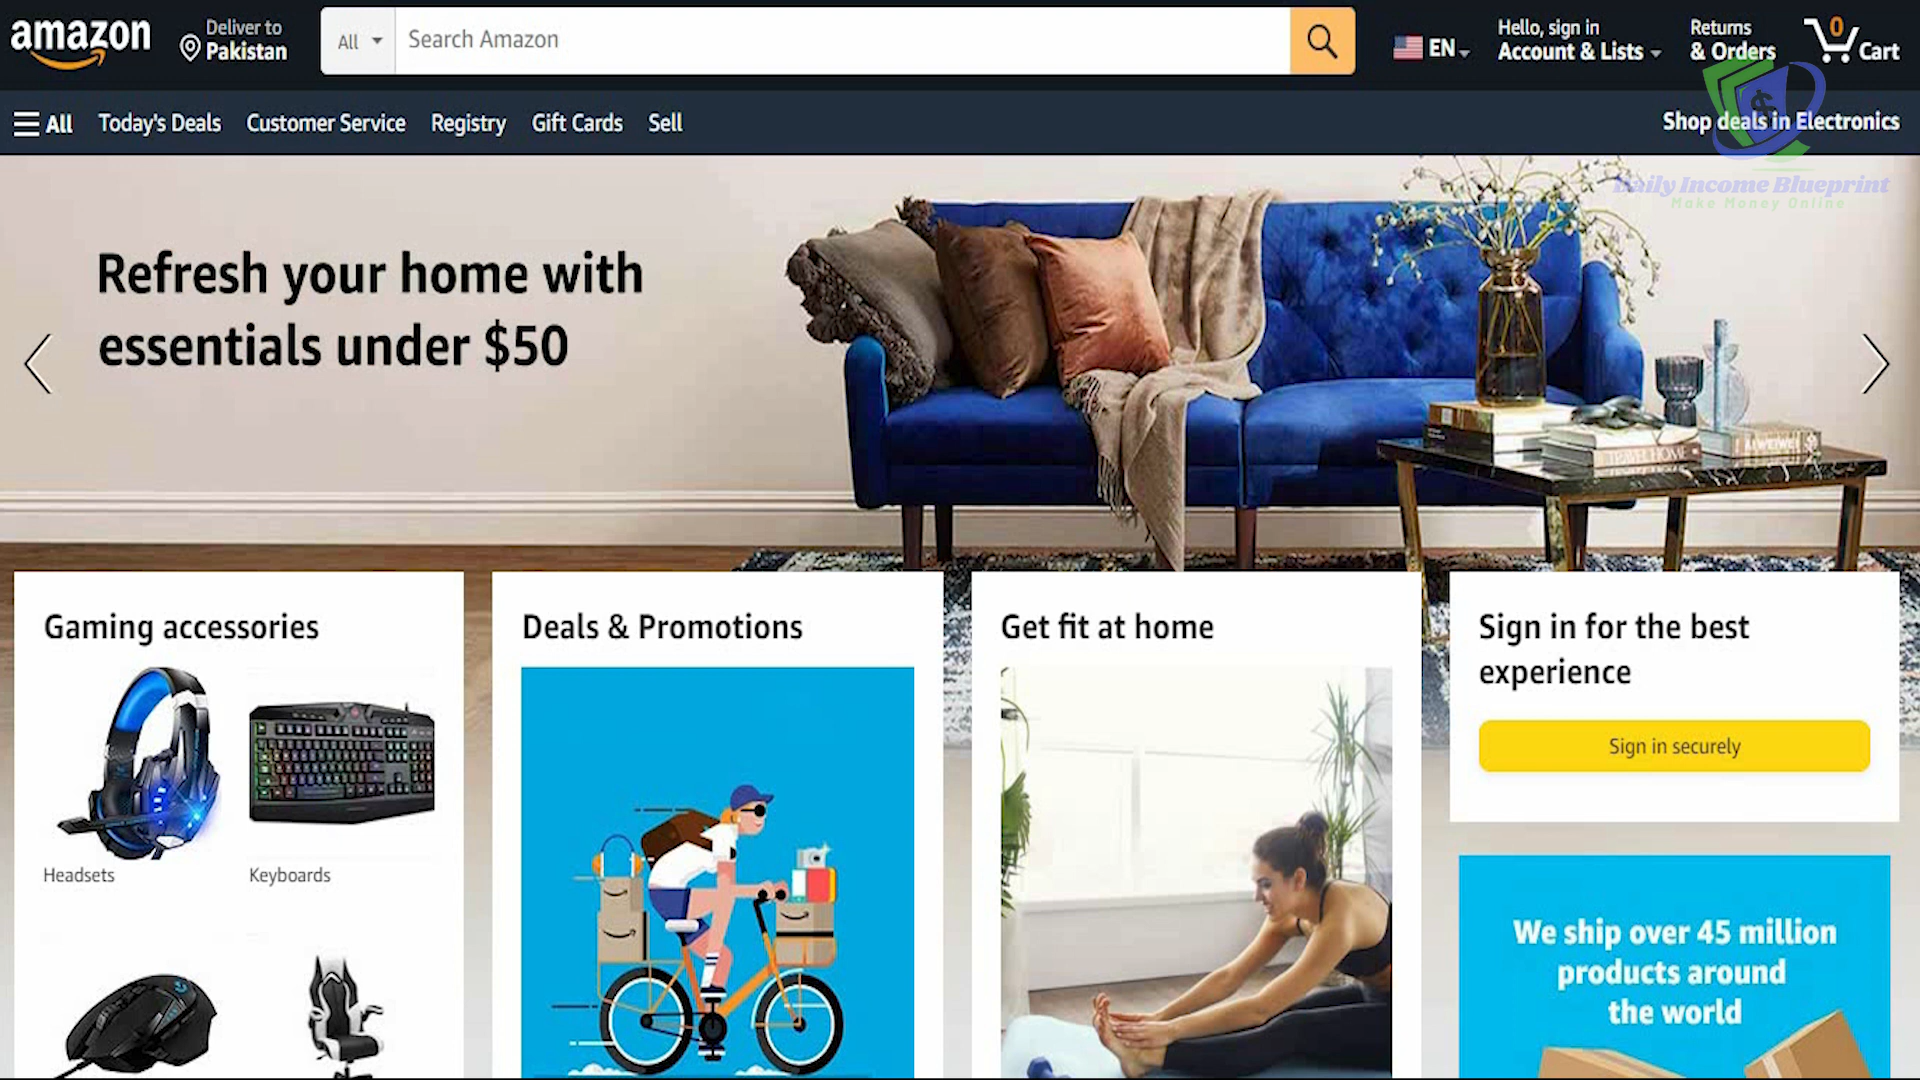 amazon
Deliver to
Pakistan
All
Search Amazon
EN
Hello, sign in
Account & Lists
Returns
& Orders
0
Cart
All
Today's Deals
Customer Service
Registry
Gift Cards
Sell
Shop deals in Electronics
$
Daily Income Blueprint
Make Money Online
Refresh your home with
essentials under $50
TRAVEL HOME
Gaming accessories
Headsets
Keyboards
Deals & Promotions
Get fit at home
Sign in for the best
experience
Sign in securely
We ship over 45 million
products around
the world